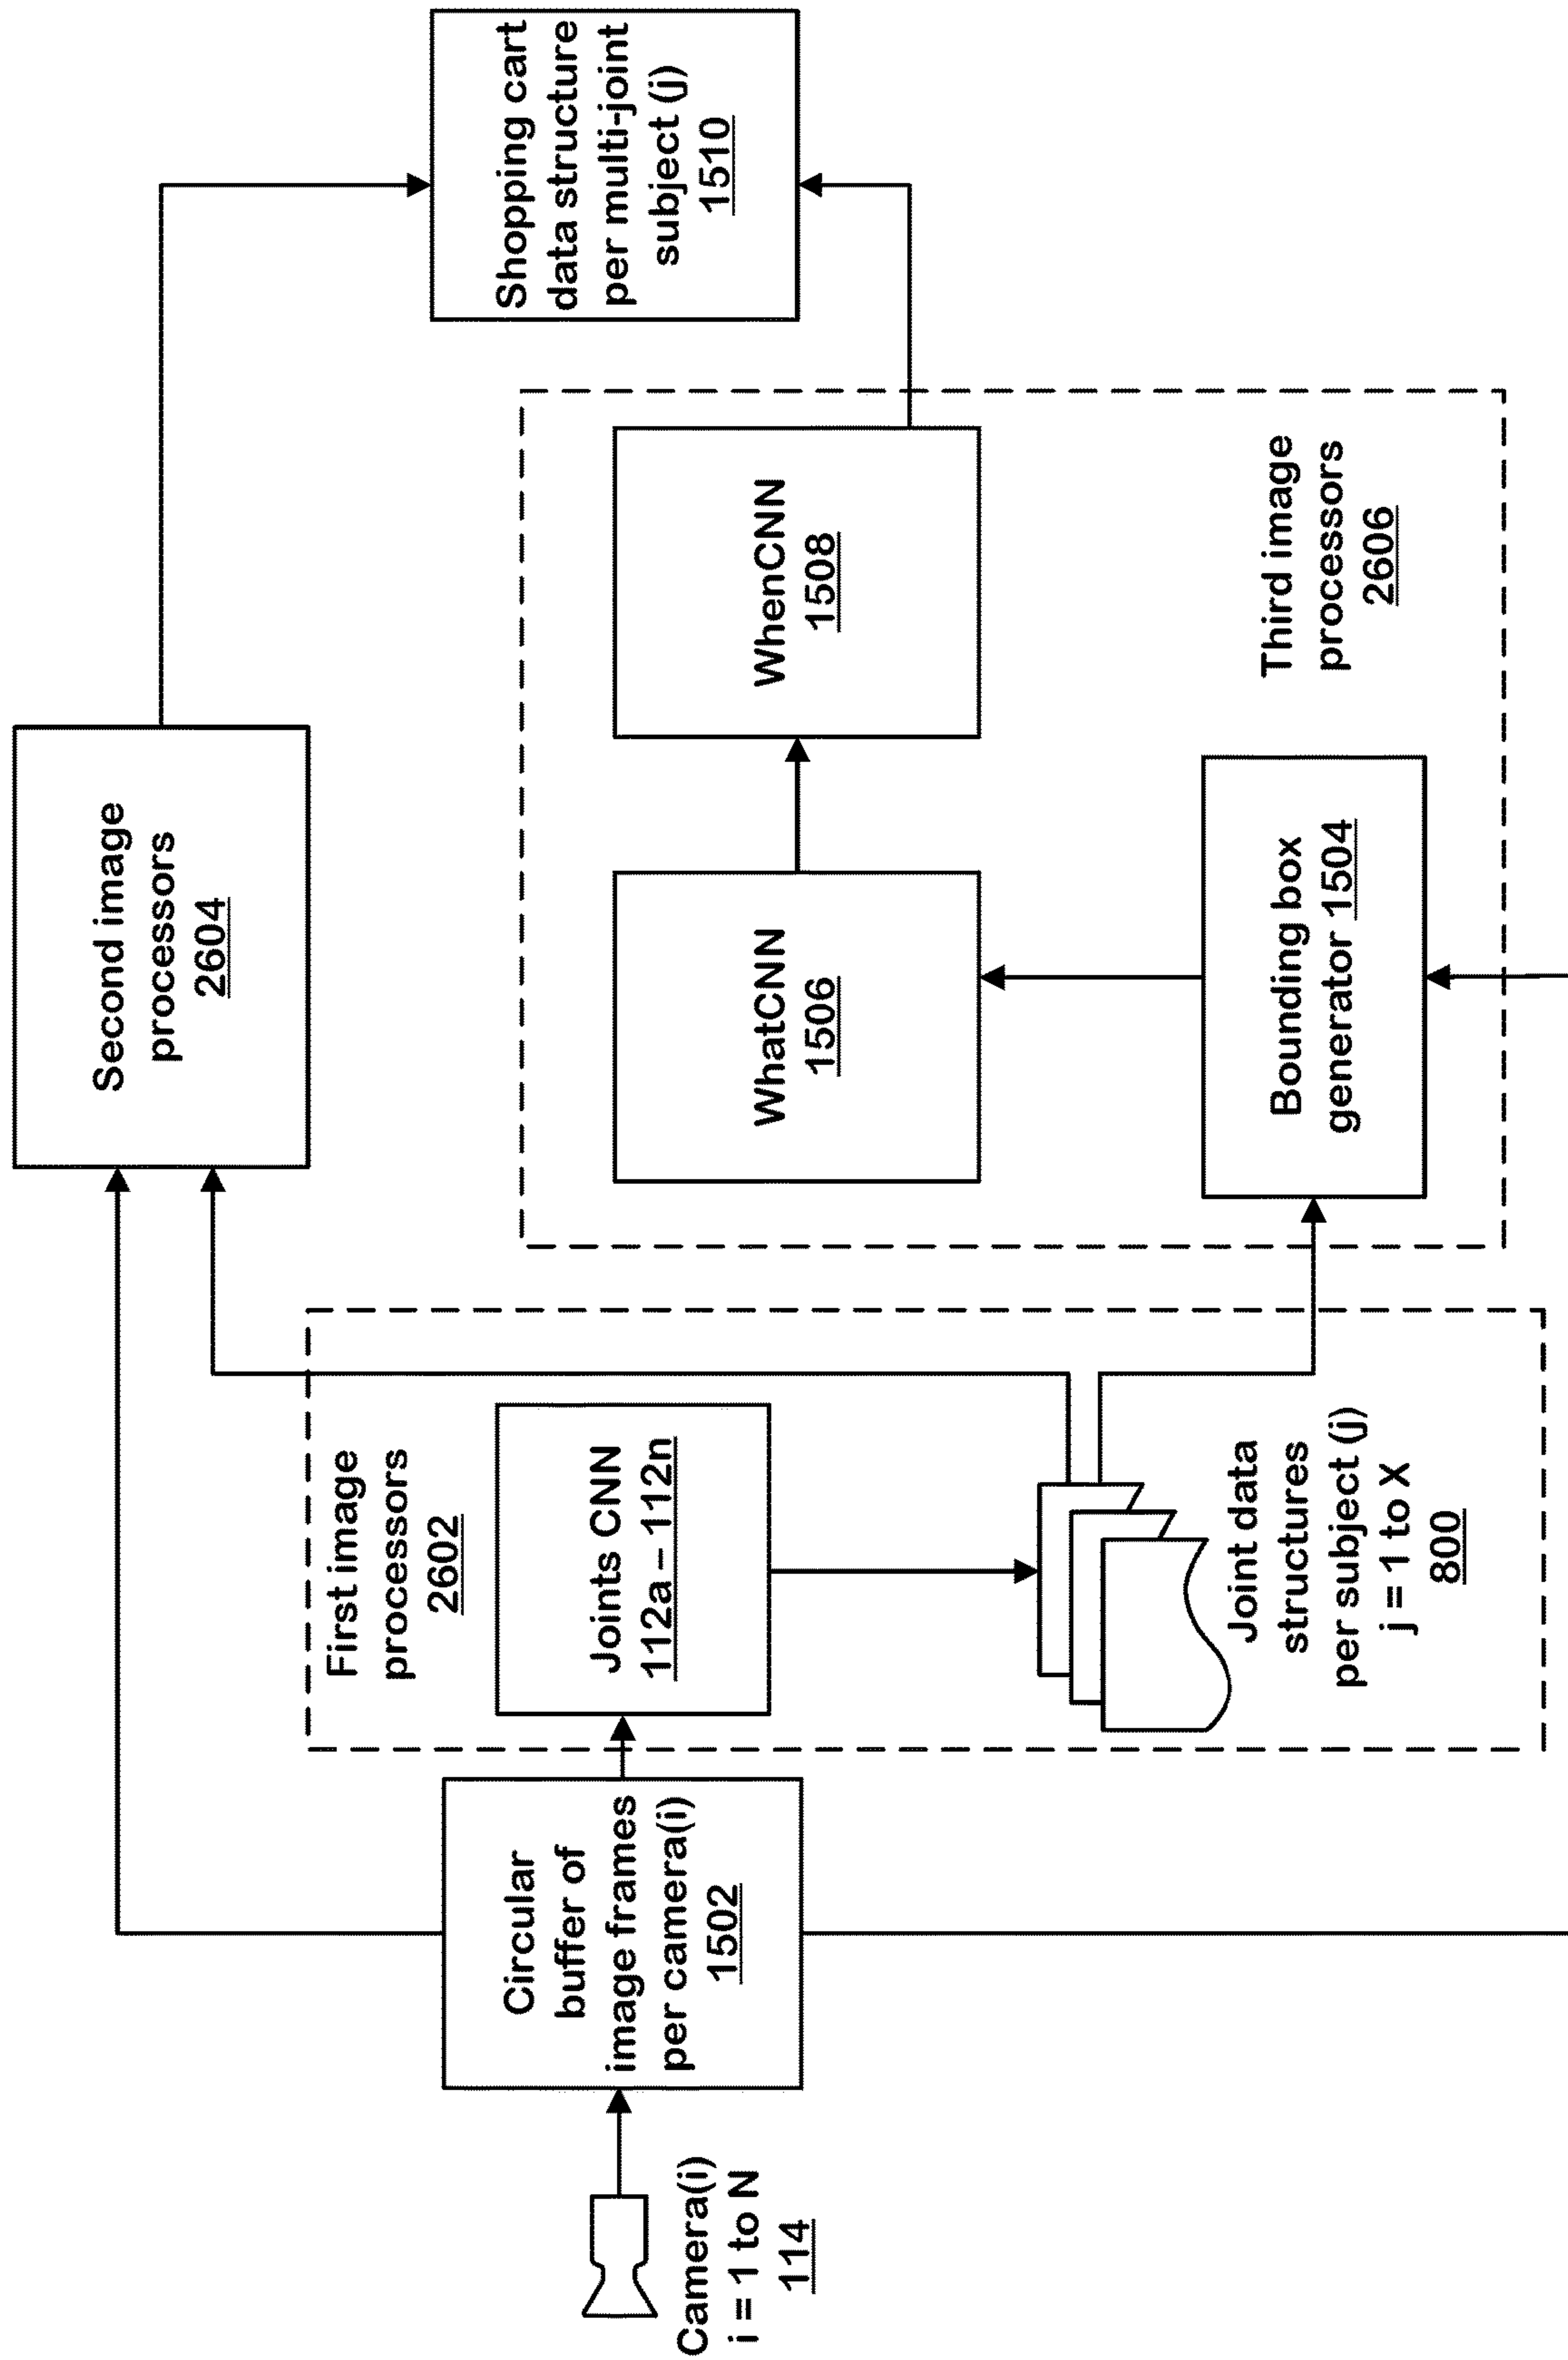 Camera(i)
i = 1 to N
114
Circular
buffer of
image frames
per camera(i)
1502
First image
processors
2602
Joints CNN
112a – 112n
Joint data
structures
per subject (j)
j = 1 to X
800
Second image
processors
2604
WhatCNN
1506
WhenCNN
1508
Bounding box
generator 1504
Third image
processors
2606
Shopping cart
data structure
per multi-joint
subject (j)
1510